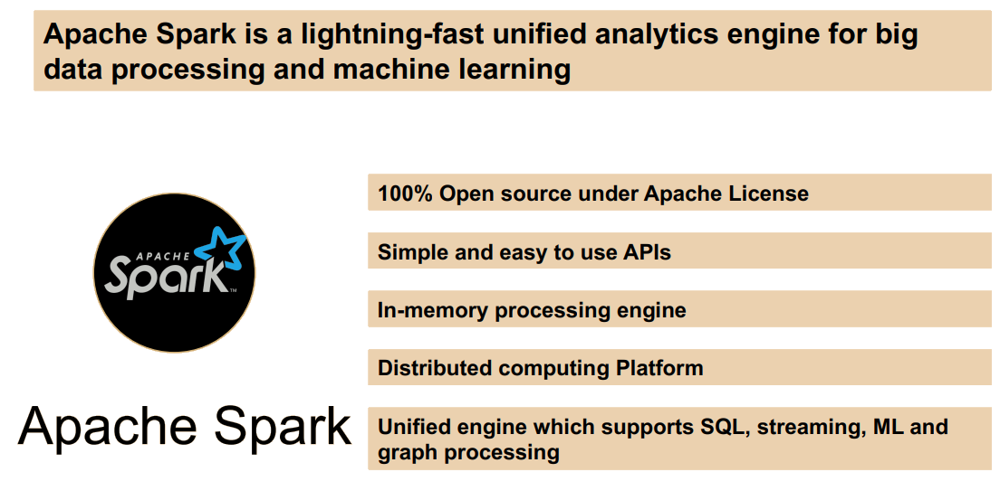 Apache Spark is a lightning-fast unified analytics engine for big
data processing and machine learning
100% Open source under Apache License
Simple and easy to use APIs
In-memory processing engine
Distributed computing Platform
Unified engine which supports SQL, streaming, ML and
graph processing
APACHE
Spark™
Apache Spark